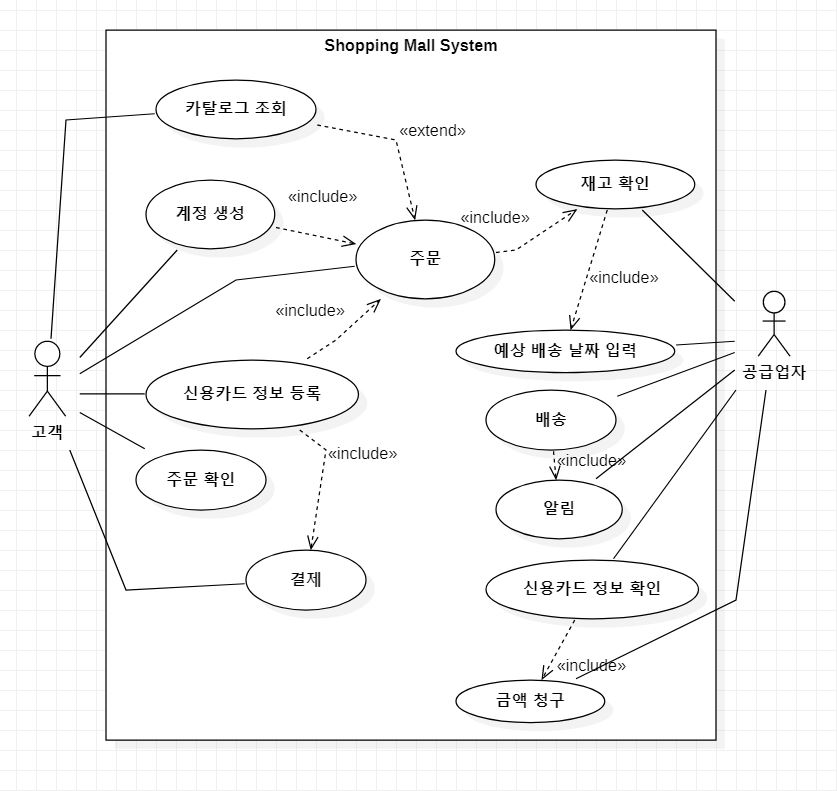 Shopping Mall System
카탈로그 조회
«extend»
계정 생성
«include»
주문
«include»
재고 확인
«include»
«include»
예상 배송 날짜 입력
고객
공급업자
신용카드 정보 등록
«include»
배송
«include»
주문 확인
알림
결제
신용카드 정보 확인
«include»
금액 청구